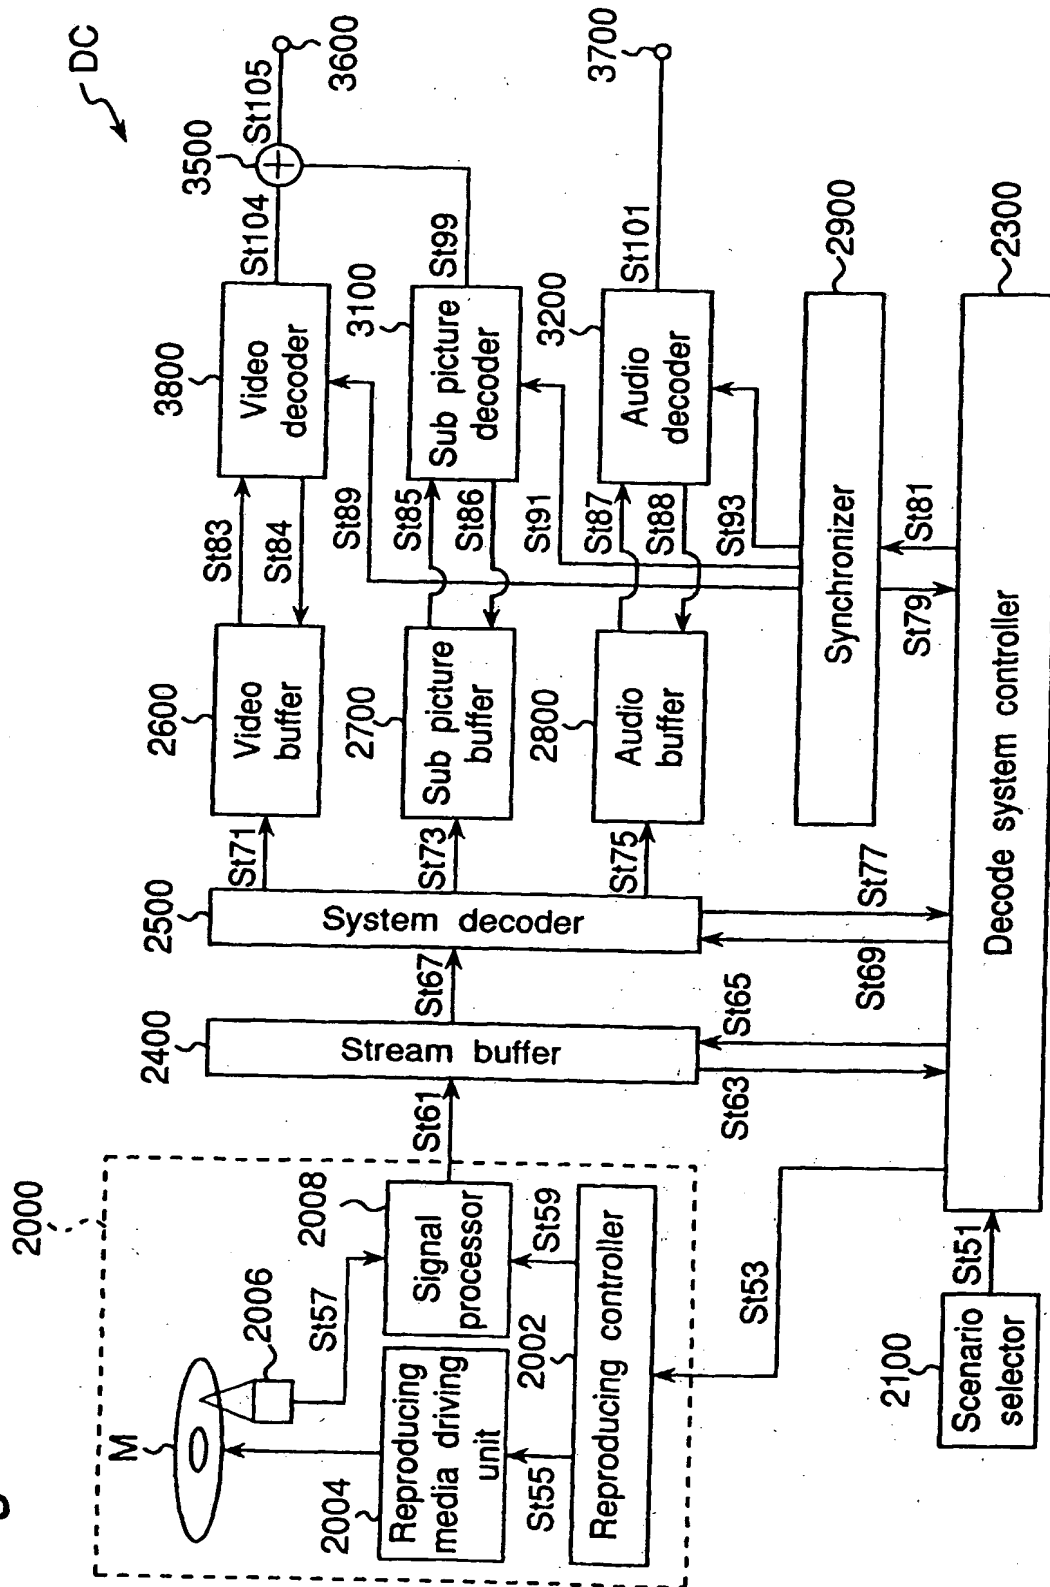 DC
2000
M
2006
St57
2004
Reproducing
media driving
unit
2008
Signal
processor
St55
2002
St59
Reproducing controller
St53
2100
Scenario
selector
St51
St61
2400
Stream buffer
St63
St65
St67
2500
System decoder
St69
St77
St71
St73
St75
2600
Video
buffer
2700
Sub picture
buffer
2800
Audio
buffer
St83
St84
St89
St85
St86
St91
St87
St88
St93
3800
Video
decoder
3100
Sub picture
decoder
3200
Audio
decoder
St104
3500
St105
3600
St99
St101
3700
Synchronizer
2900
St79
St81
Decode system controller
2300